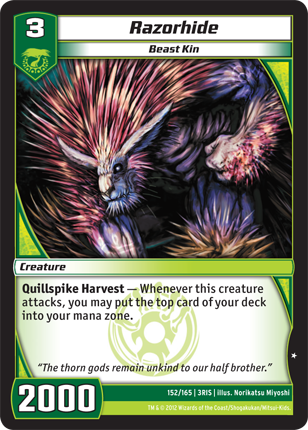 3
Razorhide
Beast Kin
Creature
Quillspike Harvest — Whenever this creature
attacks, you may put the top card of your deck
into your mana zone.
"The thorn gods remain unkind to our half brother."
2000
152/165 | 3RIS | illus. Norikatsu Miyoshi
TM & © 2012 Wizards of the Coast/Shogakukan/Mitsui-Kids